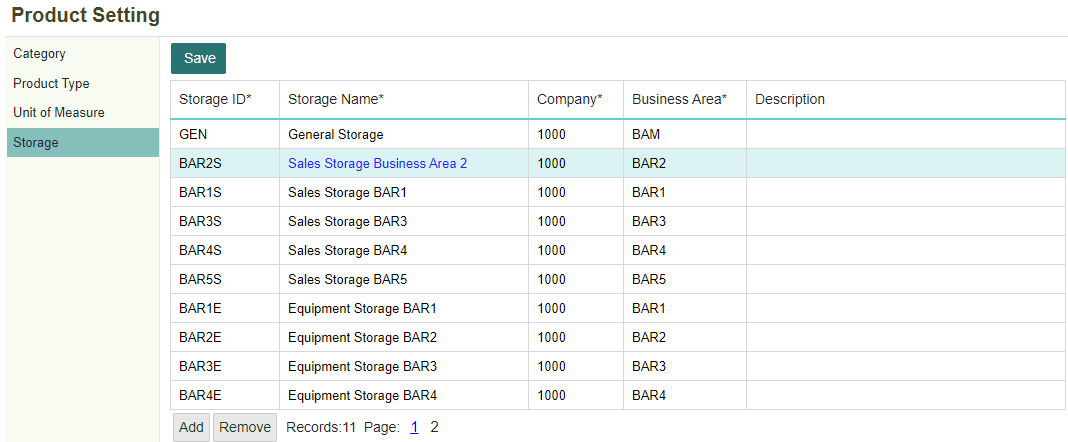 Product Setting
Category
Product Type
Unit of Measure
Storage
Save
Storage ID* Storage Name* Company* Business Area* Description
GEN General Storage 1000 BAM
BAR2S Sales Storage Business Area 2 1000 BAR2
BAR1S Sales Storage BAR1 1000 BAR1
BAR3S Sales Storage BAR3 1000 BAR3
BAR4S Sales Storage BAR4 1000 BAR4
BAR5S Sales Storage BAR5 1000 BAR5
BAR1E Equipment Storage BAR1 1000 BAR1
BAR2E Equipment Storage BAR2 1000 BAR2
BAR3E Equipment Storage BAR3 1000 BAR3
BAR4E Equipment Storage BAR4 1000 BAR4
Add Remove Records:11 Page: 1 2